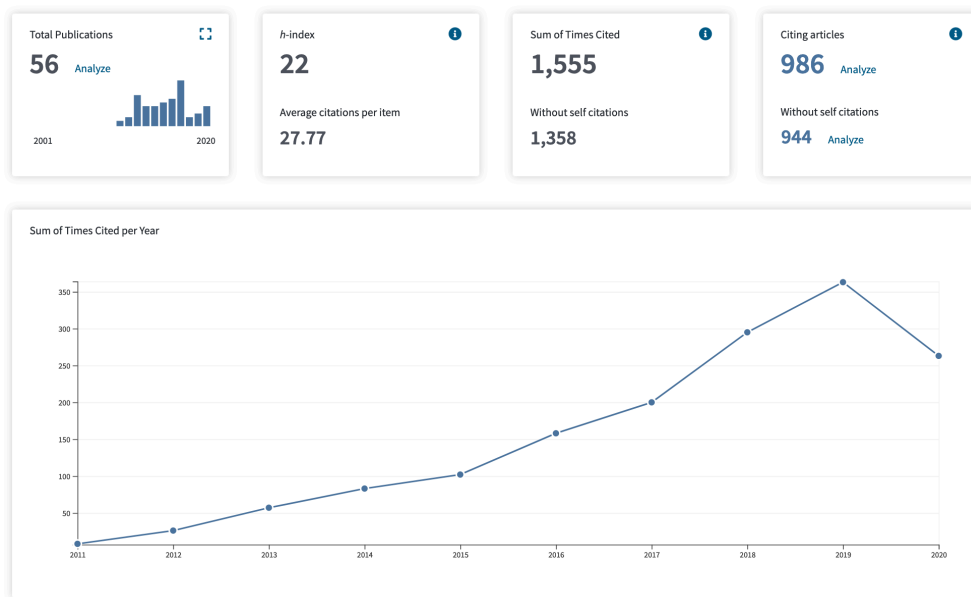 Total Publications
56 Analyze
2001 2020
h-index
22
Average citations per item
27.77
Sum of Times Cited
1,555
Without self citations
1,358
Citing articles
986 Analyze
Without self citations
944 Analyze
Sum of Times Cited per Year
350
300
250
200
150
100
50
2011 2012 2013 2014 2015 2016 2017 2018 2019 2020